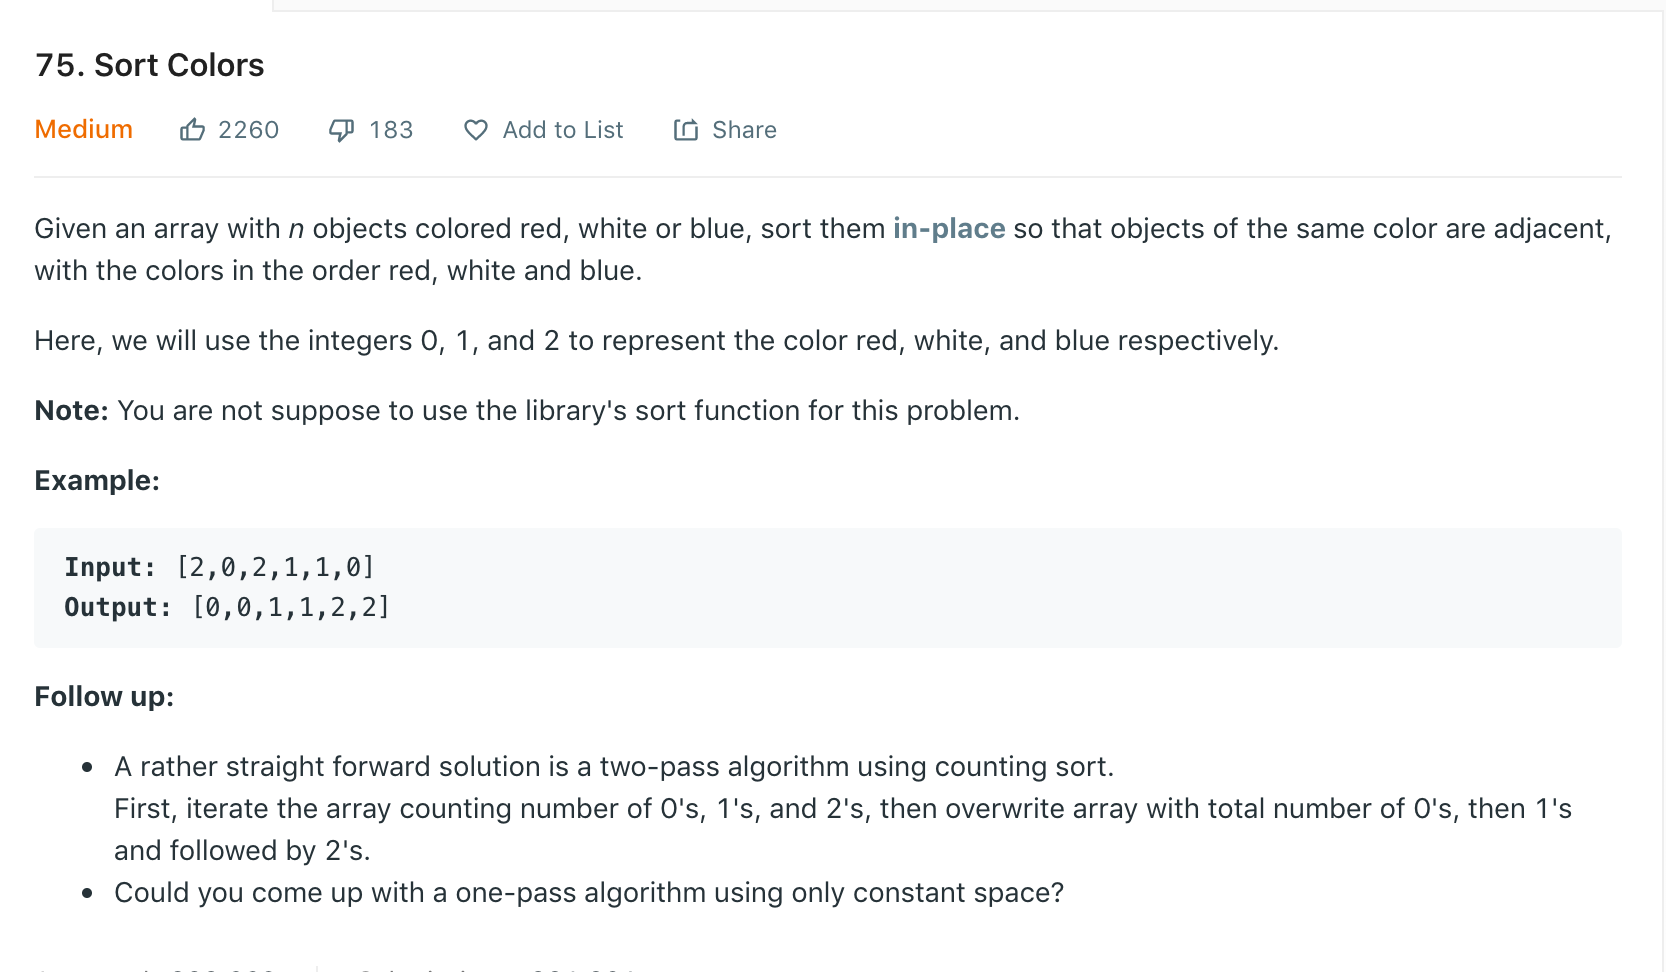 75. Sort Colors
Medium 2260 183 Add to List Share
Given an array with n objects colored red, white or blue, sort them in-place so that objects of the same color are adjacent,
with the colors in the order red, white and blue.
Here, we will use the integers 0, 1, and 2 to represent the color red, white, and blue respectively.
Note: You are not suppose to use the library's sort function for this problem.
Example:
Input: [2,0,2,1,1,0]
Output: [0,0,1,1,2,2]
Follow up:
• A rather straight forward solution is a two-pass algorithm using counting sort.
First, iterate the array counting number of 0's, 1's, and 2's, then overwrite array with total number of 0's, then 1's
and followed by 2's.
• Could you come up with a one-pass algorithm using only constant space?